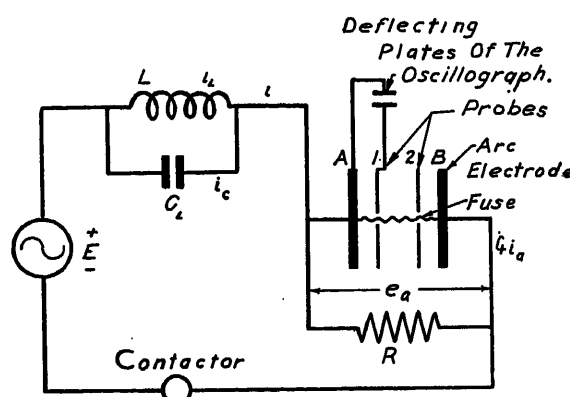 Deflecting
Plates Of The
Oscillograph.
L
i_L
i
Probes
A
1
2
B
Arc
Electrode
i_c
C_L
Fuse
+
E
-
i_a
e_a
R
Contactor